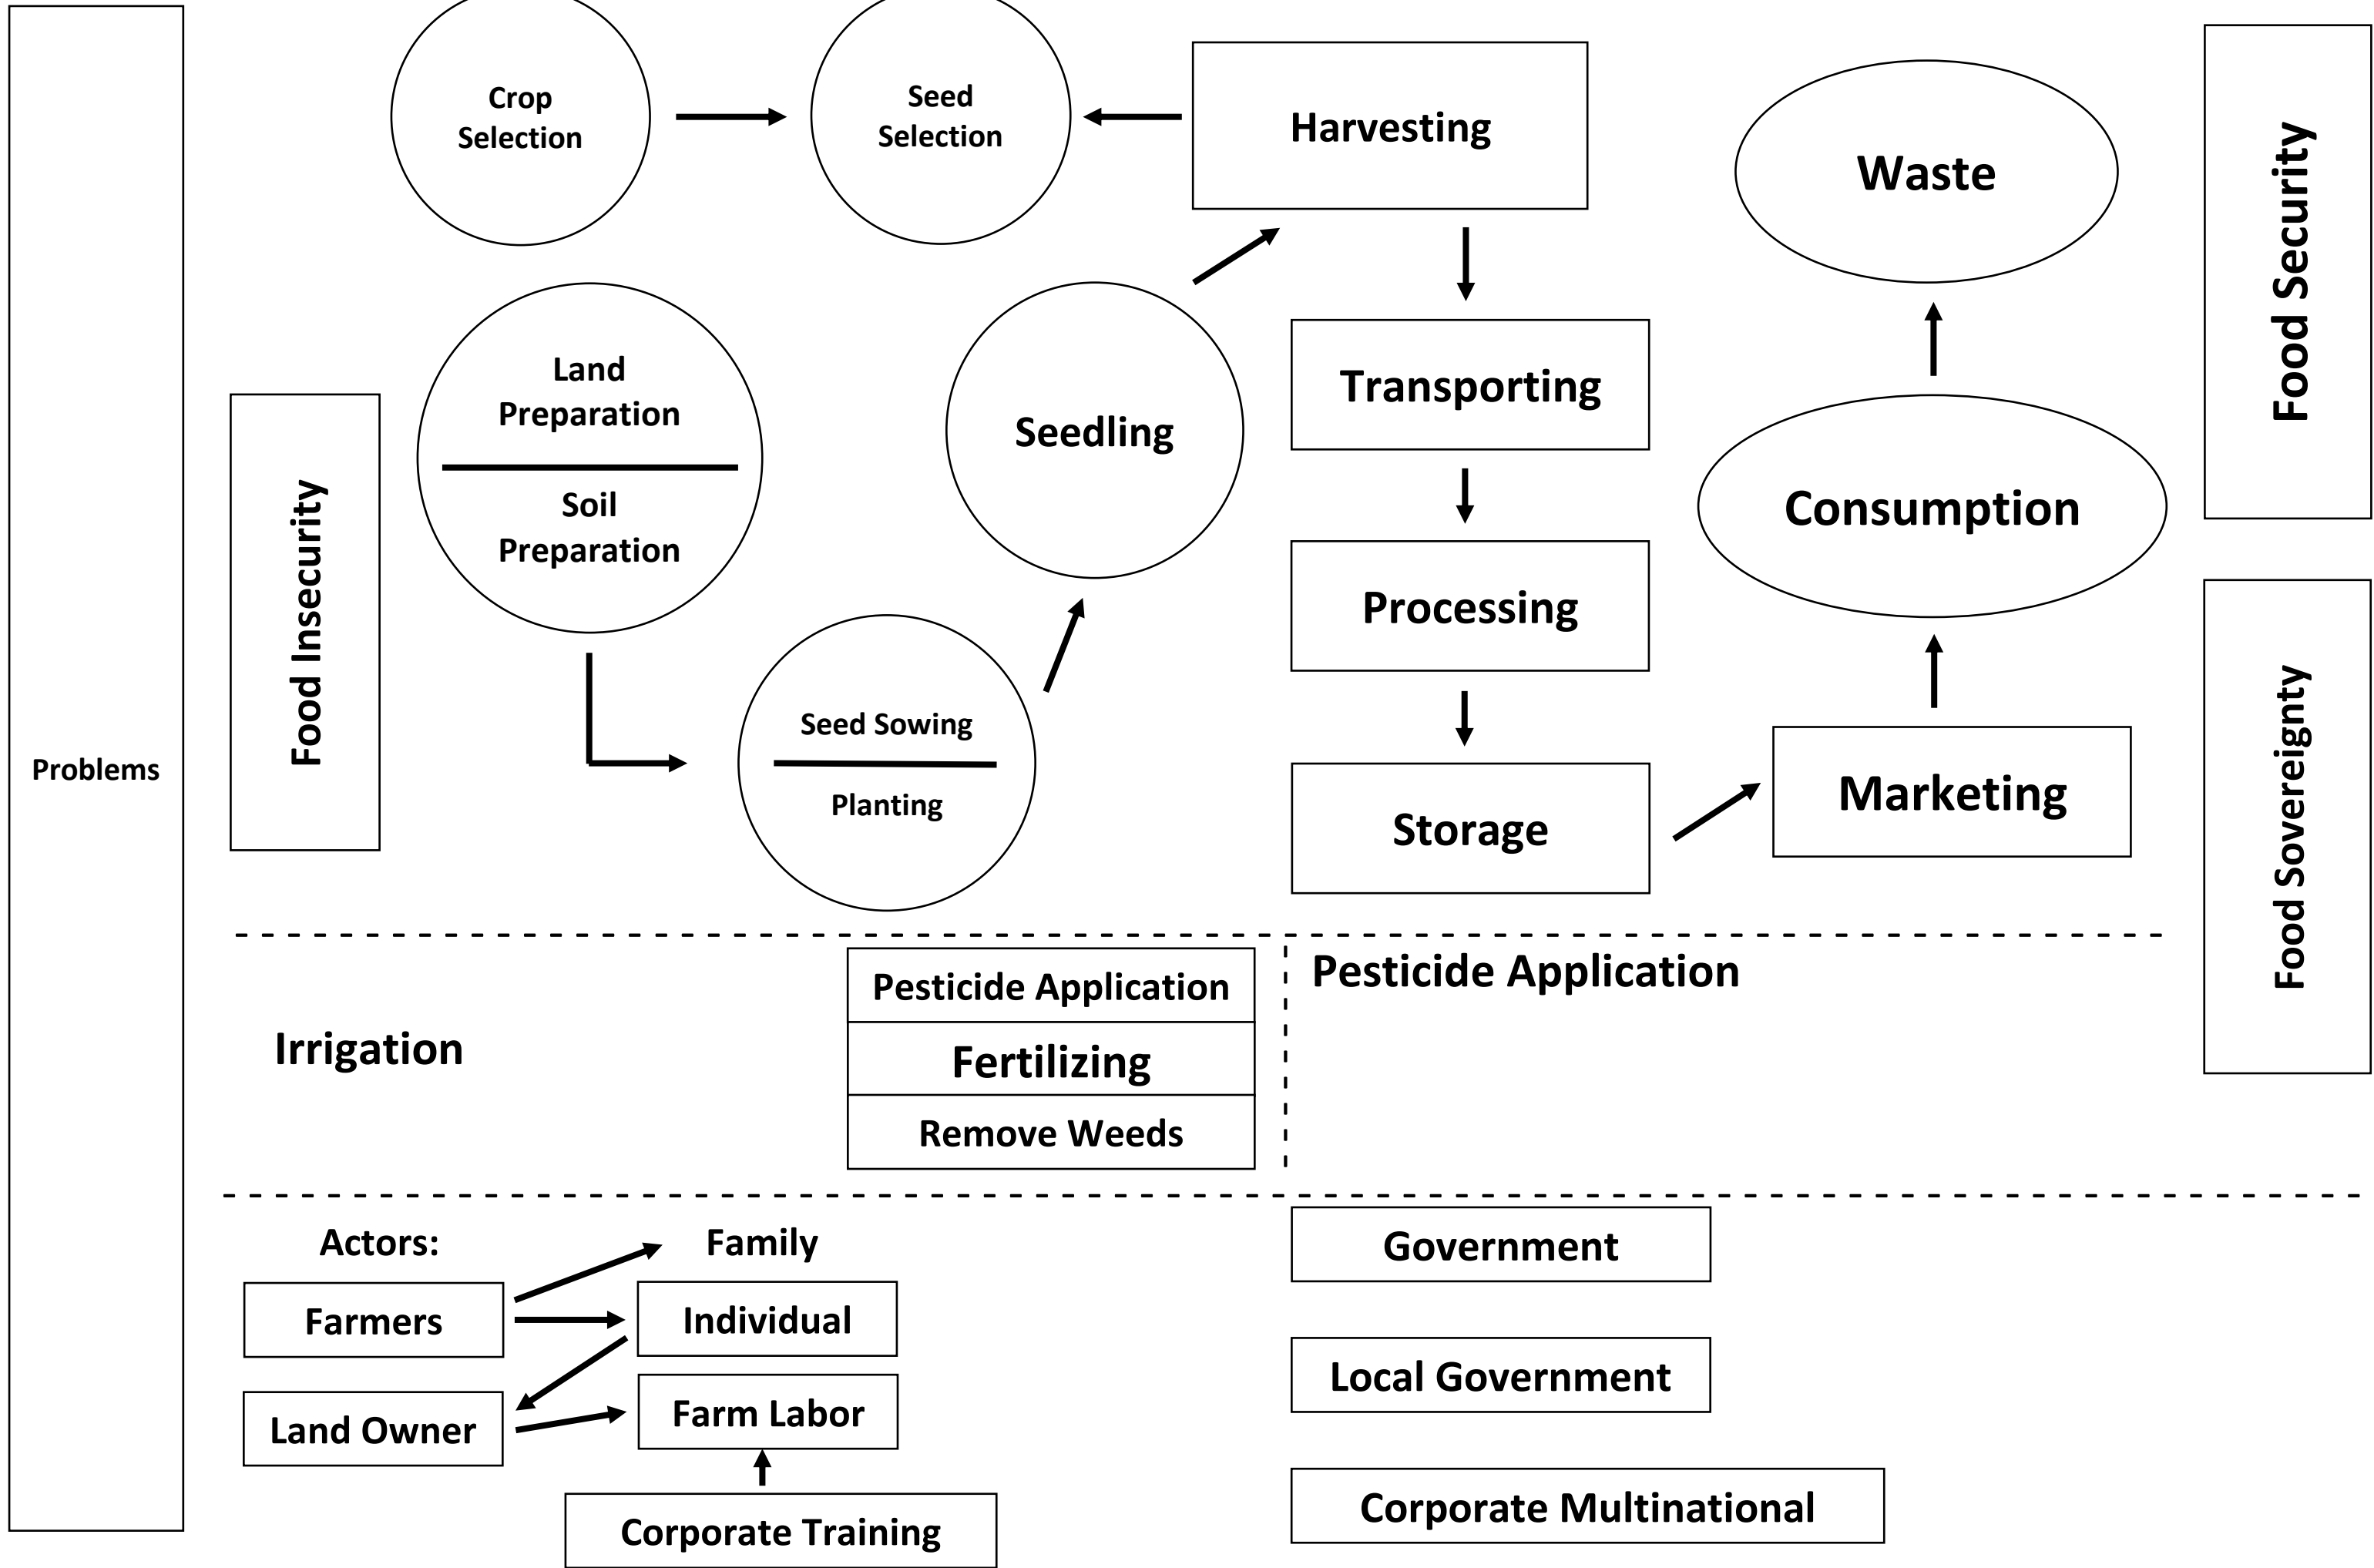 Problems
Food Insecurity
Crop
Selection
Seed
Selection
Land
Preparation
Soil
Preparation
Seed Sowing
Planting
Seedling
Harvesting
Transporting
Processing
Storage
Marketing
Consumption
Waste
Food Security
Food Sovereignty
Irrigation
Pesticide Application
Fertilizing
Remove Weeds
Pesticide Application
Actors:
Family
Farmers
Individual
Land Owner
Farm Labor
Corporate Training
Government
Local Government
Corporate Multinational